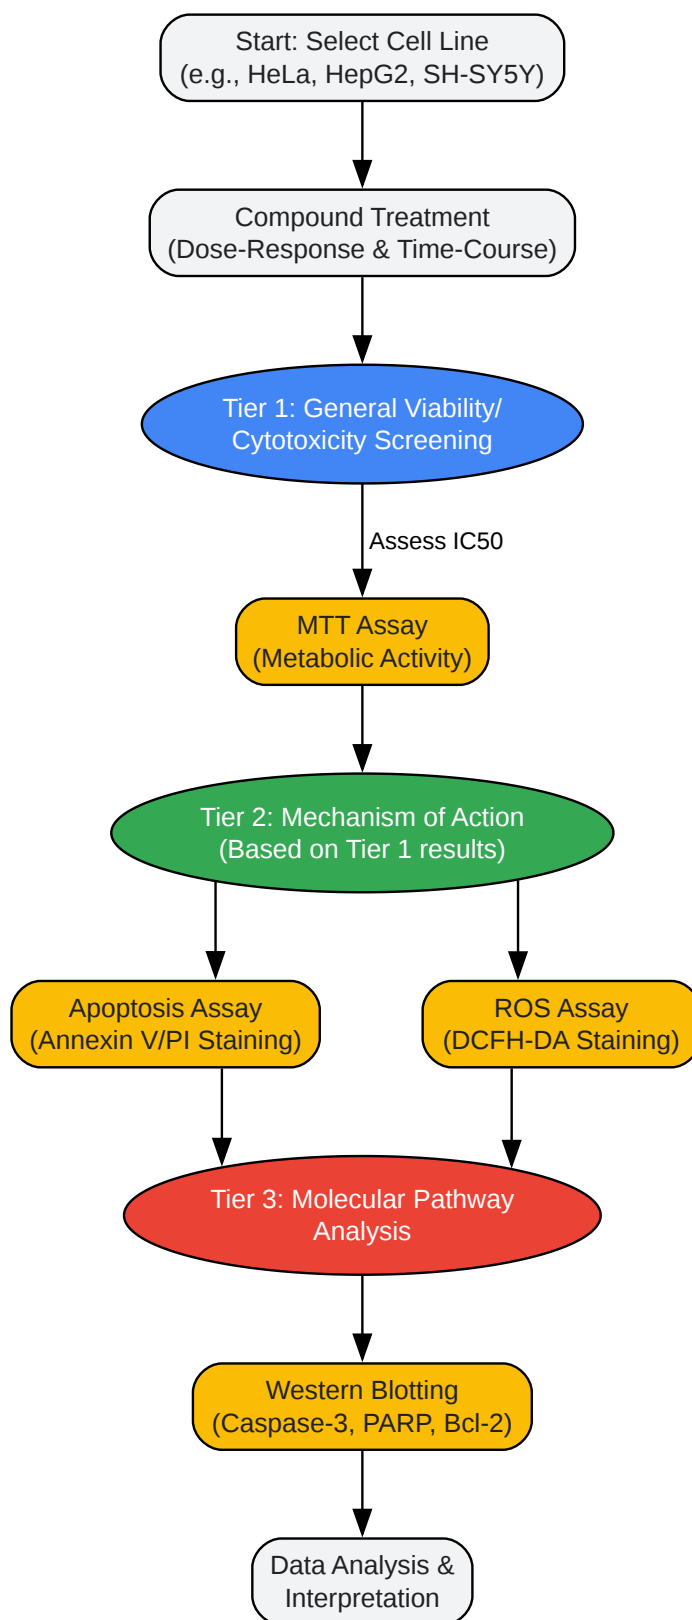 Start: Select Cell Line
(e.g., HeLa, HepG2, SH-SY5Y)
Compound Treatment
(Dose-Response & Time-Course)
Tier 1: General Viability/
Cytotoxicity Screening
Assess IC50
MTT Assay
(Metabolic Activity)
Tier 2: Mechanism of Action
(Based on Tier 1 results)
Apoptosis Assay
(Annexin V/PI Staining)
ROS Assay
(DCFH-DA Staining)
Tier 3: Molecular Pathway
Analysis
Western Blotting
(Caspase-3, PARP, Bcl-2)
Data Analysis &
Interpretation